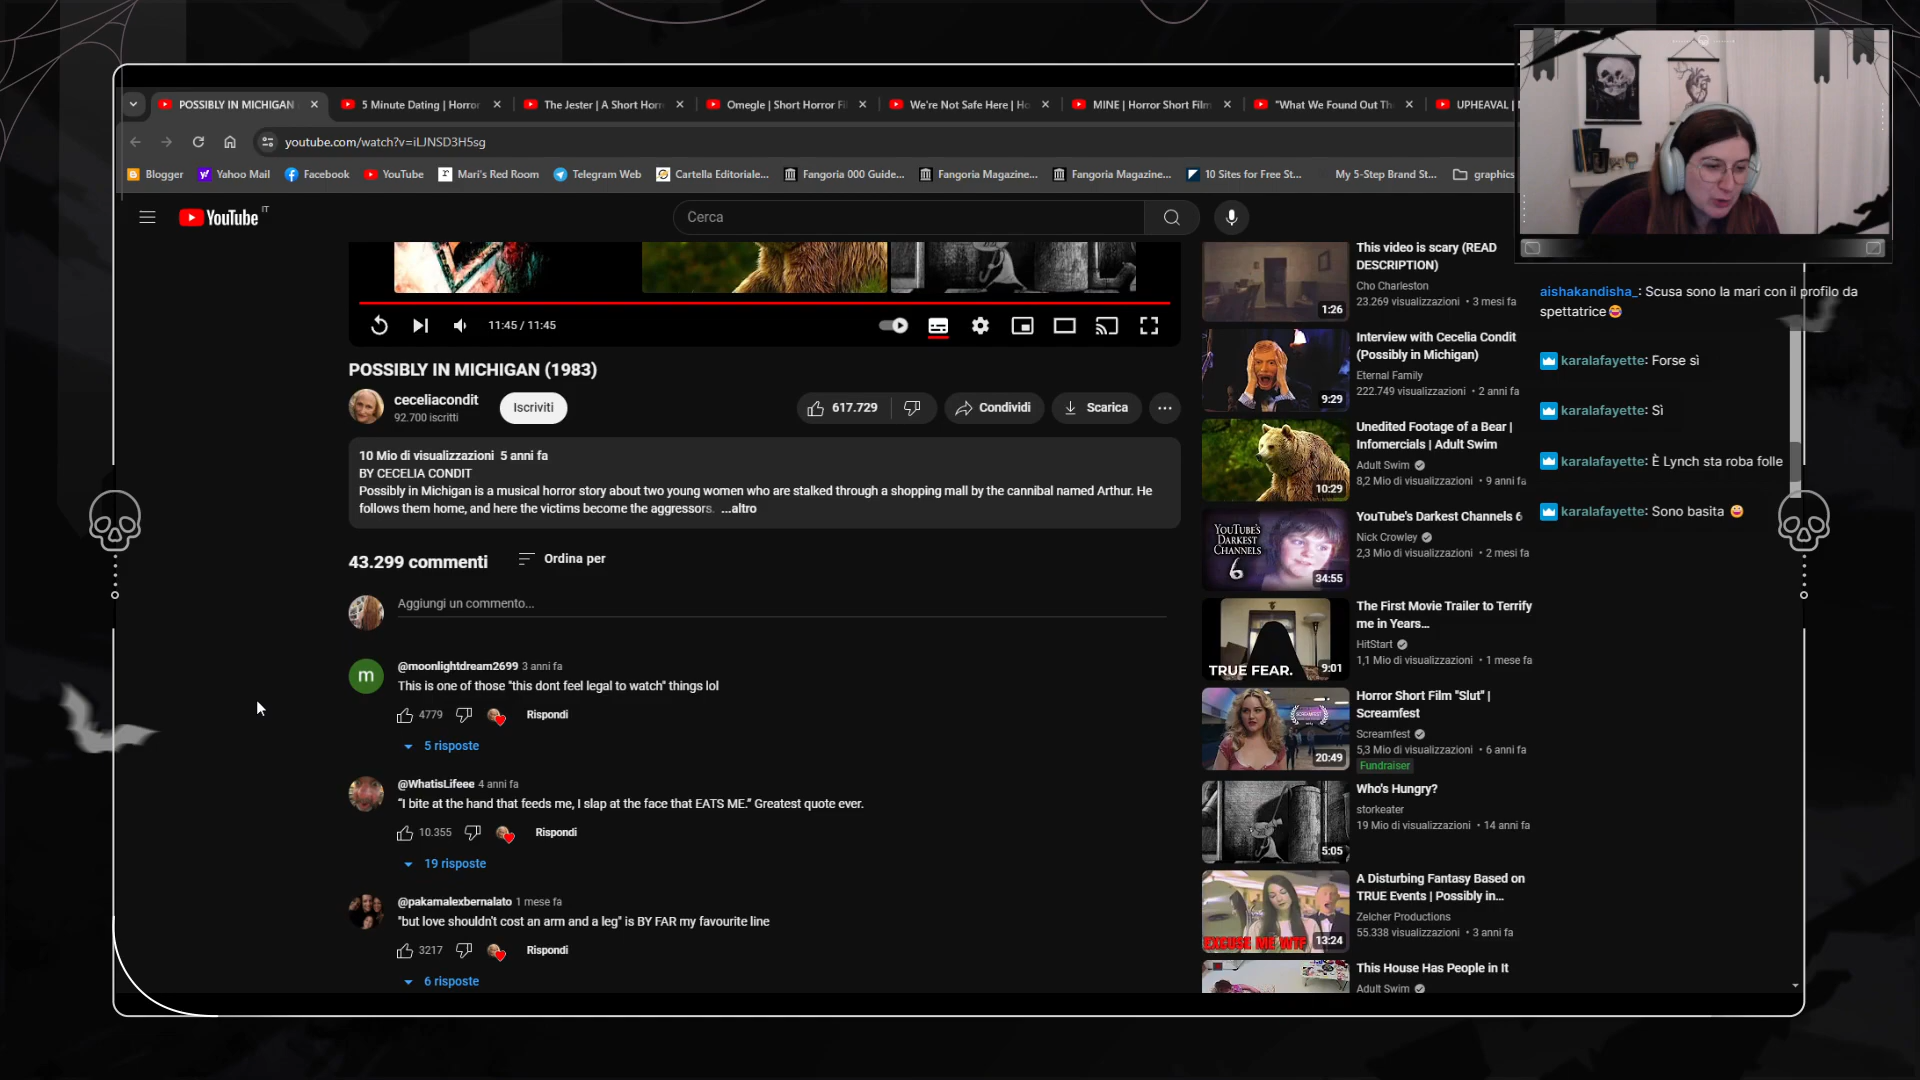 POSSIBLY IN MICHIGAN
5 Minute Dating | Horror
The Jester | A Short Horr
Omegle | Short Horror Fi
We're Not Safe Here | Ho
MINE | Horror Short Film
"What We Found Out Th
UPHEAVAL |
youtube.com/watch?v=iLJNSD3H5sg
Blogger
Yahoo Mail
Facebook
YouTube
Mari's Red Room
Telegram Web
Cartella Editoriale...
Fangoria 000 Guide...
Fangoria Magazine...
Fangoria Magazine...
10 Sites for Free St...
My 5-Step Brand St...
graphics
YouTube IT
Cerca
11:45 / 11:45
POSSIBLY IN MICHIGAN (1983)
ceceliacondit
92.700 iscritti
Iscriviti
617.729
Condividi
Scarica
10 Mio di visualizzazioni 5 anni fa
BY CECELIA CONDIT
Possibly in Michigan is a musical horror story about two young women who are stalked through a shopping mall by the cannibal named Arthur. He
follows them home, and here the victims become the aggressors. ...altro
43.299 commenti
Ordina per
Aggiungi un commento...
m
@moonlightdream2699 3 anni fa
This is one of those "this dont feel legal to watch" things lol
4779
Rispondi
5 risposte
@WhatisLifeee 4 anni fa
“I bite at the hand that feeds me, I slap at the face that EATS ME.” Greatest quote ever.
10.355
Rispondi
19 risposte
@pakamalexbernalato 1 mese fa
"but love shouldn't cost an arm and a leg" is BY FAR my favourite line
3217
Rispondi
6 risposte
This video is scary (READ
DESCRIPTION)
Cho Charleston
23.269 visualizzazioni • 3 mesi fa
1:26
Interview with Cecelia Condit
(Possibly in Michigan)
Eternal Family
222.749 visualizzazioni • 2 anni fa
9:29
Unedited Footage of a Bear |
Infomercials | Adult Swim
Adult Swim
8,2 Mio di visualizzazioni • 9 anni fa
10:29
YouTube's Darkest Channels 6
Nick Crowley
2,3 Mio di visualizzazioni • 2 mesi fa
YOUTUBE'S
DARKEST
CHANNELS
6
34:55
The First Movie Trailer to Terrify
me in Years...
HitStart
1,1 Mio di visualizzazioni • 1 mese fa
TRUE FEAR.
9:01
Horror Short Film "Slut" |
Screamfest
Screamfest
5,3 Mio di visualizzazioni • 6 anni fa
Fundraiser
SCREAMFEST
20:49
Who's Hungry?
storkeater
19 Mio di visualizzazioni • 14 anni fa
5:05
A Disturbing Fantasy Based on
TRUE Events | Possibly in...
Zelcher Productions
55.338 visualizzazioni • 3 anni fa
EXCUSE ME WTF
13:24
This House Has People in It
Adult Swim
aishakandisha_: Scusa sono la mari con il profilo da
spettatrice
karalafayette: Forse sì
karalafayette: Sì
karalafayette: È Lynch sta roba folle
karalafayette: Sono basita